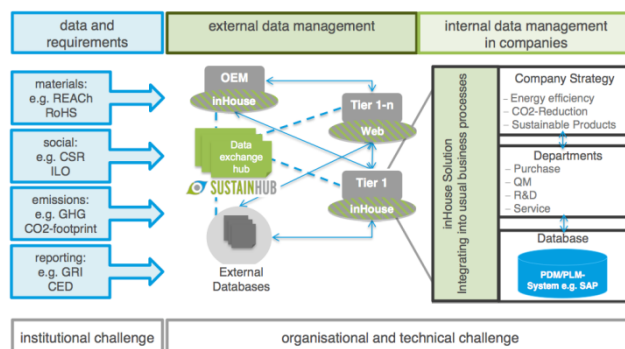 data and
requirements
external data management
internal data management
in companies
materials:
e.g. REACh
RoHS
social:
e.g. CSR
ILO
emissions:
e.g. GHG
CO2-footprint
reporting:
e.g. GRI
CED
OEM
inHouse
Tier 1-n
Web
Data
exchange
hub
SUSTAINHUB
Tier 1
inHouse
External
Databases
inHouse Solution
Integrating into usual business processes
Company Strategy
– Energy efficiency
– CO2-Reduction
– Sustainable Products
Departments
– Purchase
– QM
– R&D
– Service
Database
PDM/PLM-
System e.g. SAP
institutional challenge
organisational and technical challenge